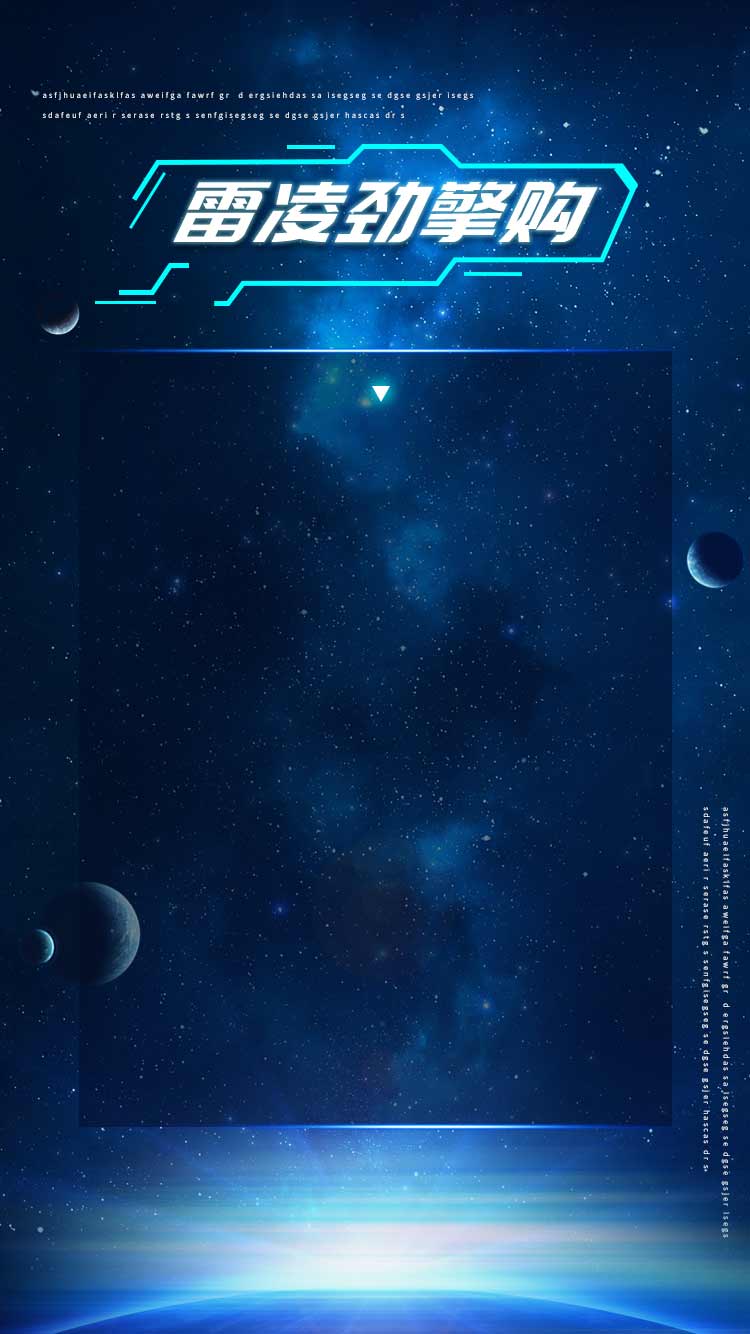 asfjhuaeifasklfas aweifga fawrf gr  d ergsiehdas sa isegseg se dgse gsjer isegs
sdafeuf aeri r serase rstg s senfgisegseg se dgse gsjer hascas dr s
雷凌劲擎购
asfjhuaeifasklfas aweifga fawrf gr  d ergsiehdas sa isegseg se dgse gsjer isegs
sdafeuf aeri r serase rstg s senfgisegseg se dgse gsjer hascas dr s